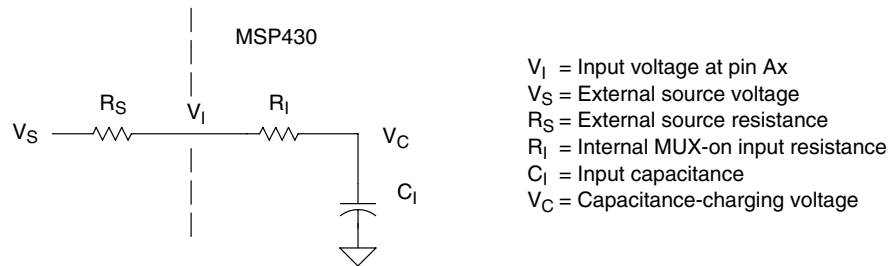 MSP430
R_S
V_I
R_I
V_S
V_C
C_I
V_I = Input voltage at pin Ax
V_S = External source voltage
R_S = External source resistance
R_I = Internal MUX-on input resistance
C_I = Input capacitance
V_C = Capacitance-charging voltage